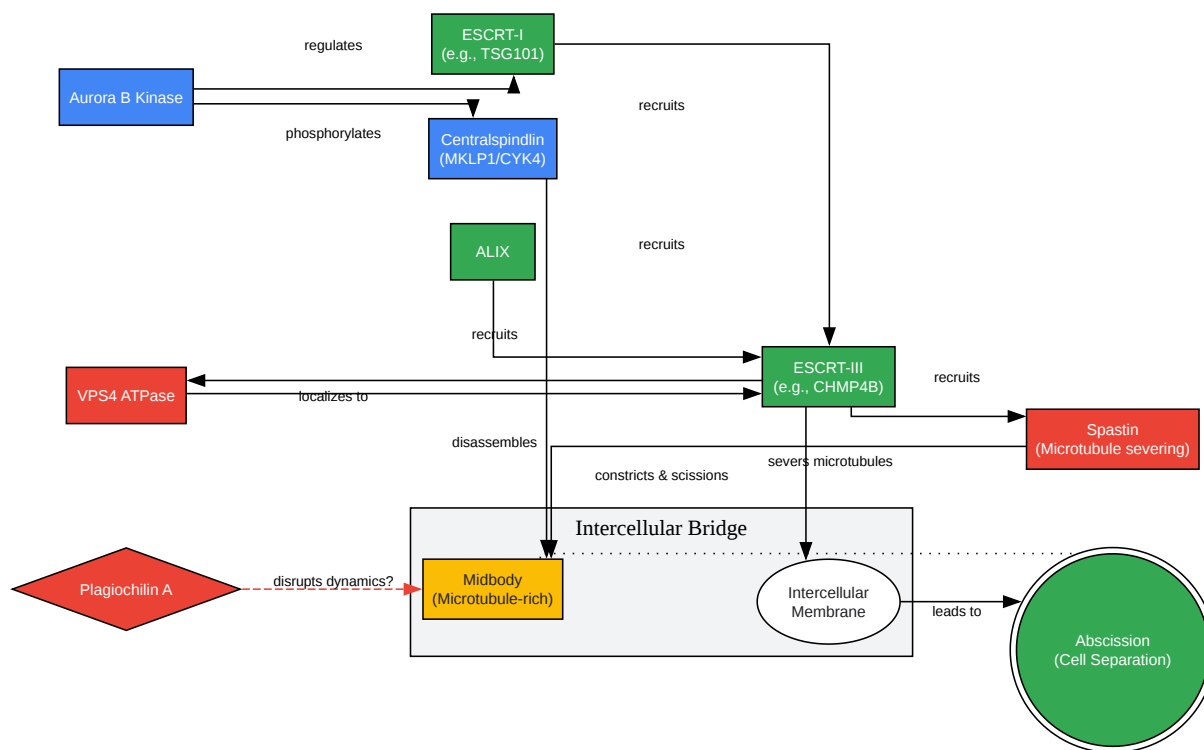 ESCRT-I
(e.g., TSG101)
regulates
Aurora B Kinase
recruits
phosphorylates
Centralspindlin
(MKLP1/CYK4)
ALIX
recruits
recruits
ESCRT-III
(e.g., CHMP4B)
recruits
VPS4 ATPase
localizes to
Spastin
(Microtubule severing)
disassembles
severs microtubules
constricts & scissions
Intercellular Bridge
Plagiochilin A
disrupts dynamics?
Midbody
(Microtubule-rich)
Intercellular
Membrane
leads to
Abscission
(Cell Separation)